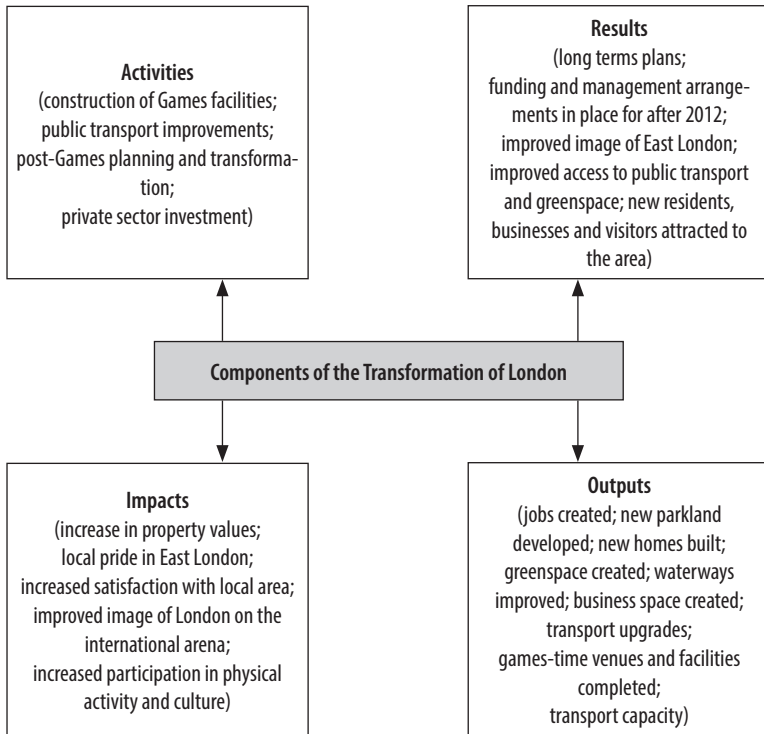 Activities
(construction of Games facilities;
public transport improvements;
post-Games planning and transforma-
tion;
private sector investment)
Results
(long terms plans;
funding and management arrange-
ments in place for after 2012;
improved image of East London;
improved access to public transport
and greenspace; new residents,
businesses and visitors attracted to
the area)
Components of the Transformation of London
Impacts
(increase in property values;
local pride in East London;
increased satisfaction with local area;
improved image of London on the
international arena;
increased participation in physical
activity and culture)
Outputs
(jobs created; new parkland
developed; new homes built;
greenspace created; waterways
improved; business space created;
transport upgrades;
games-time venues and facilities
completed;
transport capacity)